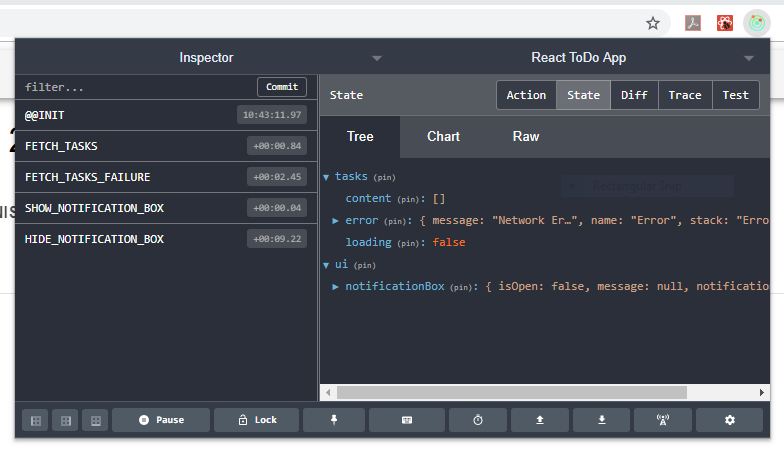 Inspector
React ToDo App
filter...
Commit
@@INIT
10:43:11.97
FETCH_TASKS
+00:00.84
FETCH_TASKS_FAILURE
+00:02.45
SHOW_NOTIFICATION_BOX
+00:00.04
HIDE_NOTIFICATION_BOX
+00:09.22
State
Action
State
Diff
Trace
Test
Tree
Chart
Raw
tasks (pin)
content (pin): []
error (pin): { message: "Network Er…", name: "Error", stack: "Erro
loading (pin): false
ui (pin)
notificationBox (pin): { isOpen: false, message: null, notificatio
Rectangular Snip
Pause
Lock